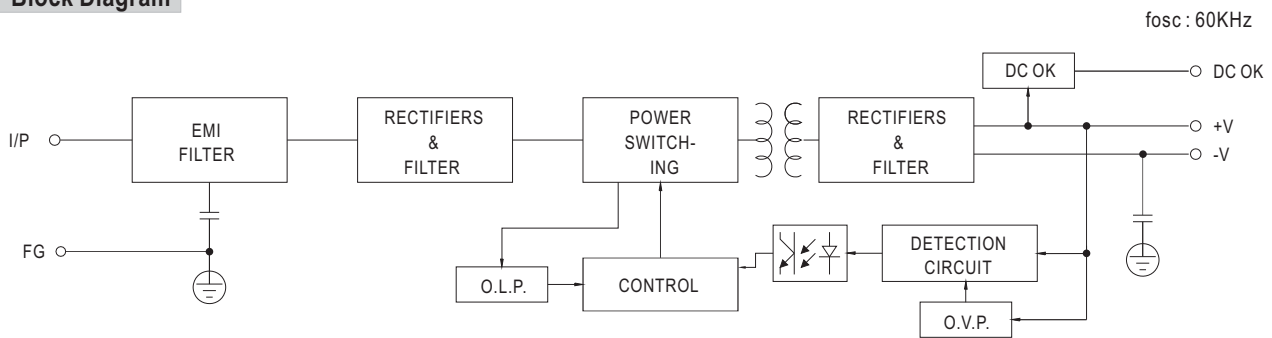 Block Diagram
fosc : 60KHz
DC OK
DC OK
I/P
EMI
FILTER
RECTIFIERS
&
FILTER
POWER
SWITCH-
ING
RECTIFIERS
&
FILTER
+V
-V
FG
O.L.P.
CONTROL
DETECTION
CIRCUIT
O.V.P.